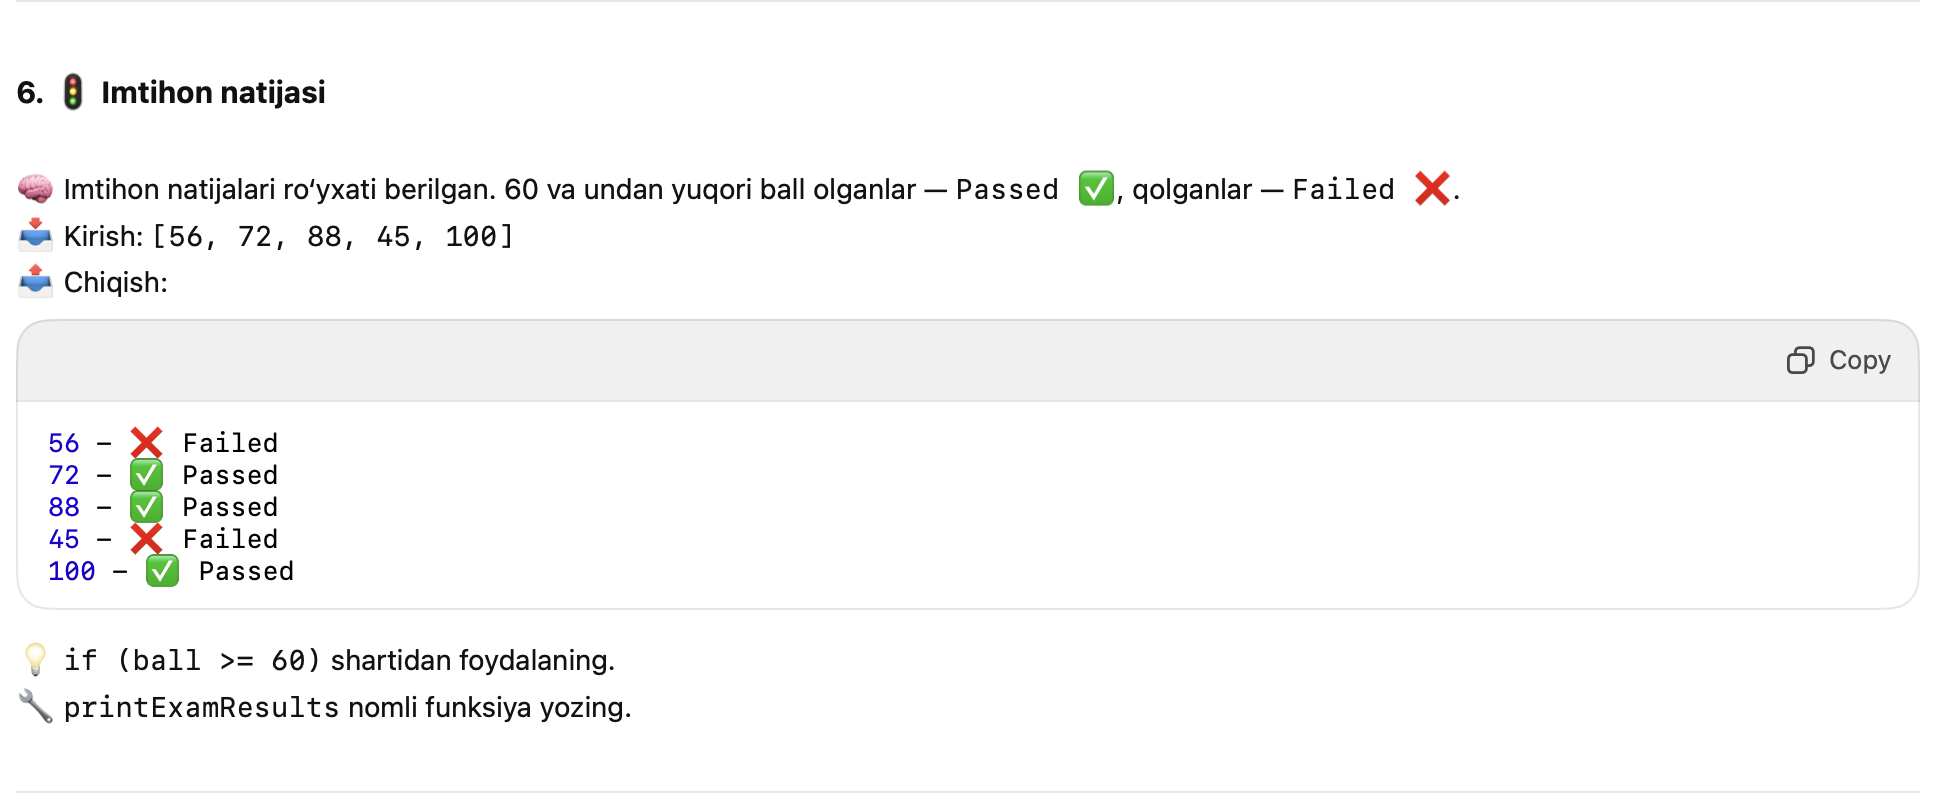 6. 🚦 Imtihon natijasi
🧠 Imtihon natijalari ro‘yxati berilgan. 60 va undan yuqori ball olganlar — Passed ✅, qolganlar — Failed ❌.
📥 Kirish: [56, 72, 88, 45, 100]
📤 Chiqish:
Copy
56 – ❌ Failed
72 – ✅ Passed
88 – ✅ Passed
45 – ❌ Failed
100 – ✅ Passed
💡 if (ball >= 60) shartidan foydalaning.
🔧 printExamResults nomli funksiya yozing.